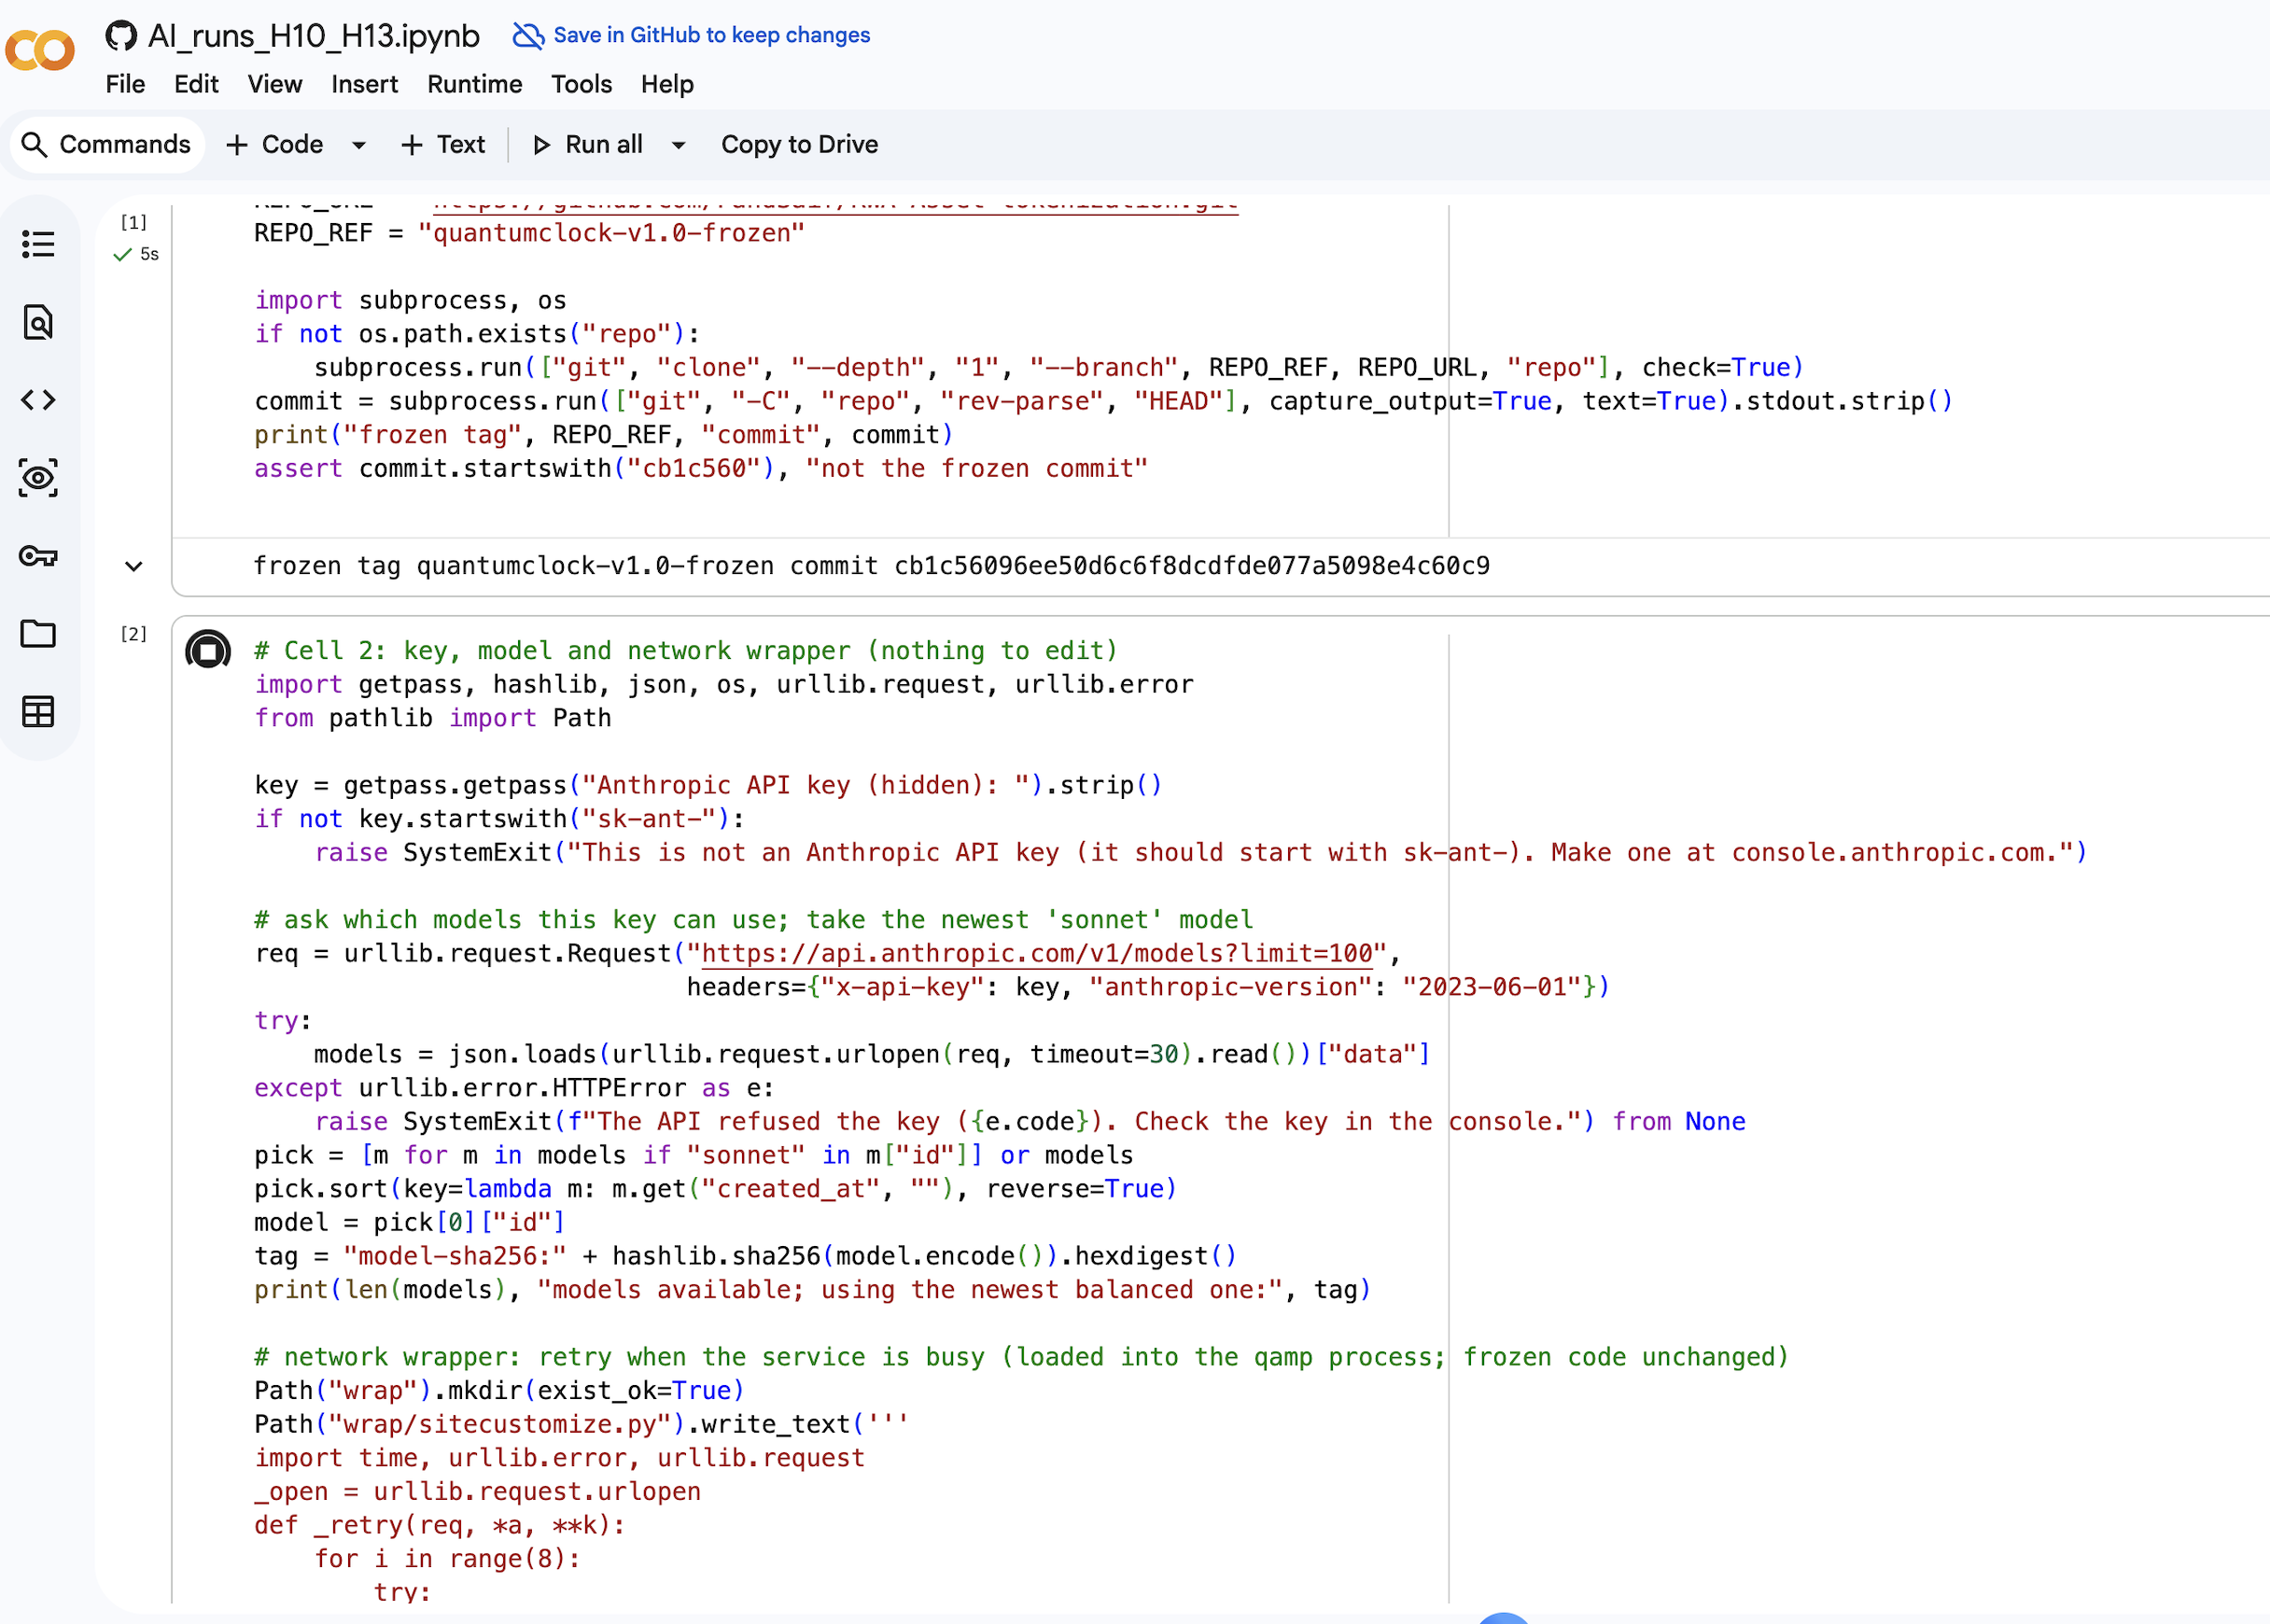 AI_runs_H10_H13.ipynb
Save in GitHub to keep changes
File Edit View Insert Runtime Tools Help
Commands + Code + Text Run all Copy to Drive
[1]
5s
REPO_REF = "quantumclock-v1.0-frozen"
import subprocess, os
if not os.path.exists("repo"):
    subprocess.run(["git", "clone", "--depth", "1", "--branch", REPO_REF, REPO_URL, "repo"], check=True)
commit = subprocess.run(["git", "-C", "repo", "rev-parse", "HEAD"], capture_output=True, text=True).stdout.strip()
print("frozen tag", REPO_REF, "commit", commit)
assert commit.startswith("cb1c560"), "not the frozen commit"
frozen tag quantumclock-v1.0-frozen commit cb1c56096ee50d6c6f8dcdfde077a5098e4c60c9
[2]
# Cell 2: key, model and network wrapper (nothing to edit)
import getpass, hashlib, json, os, urllib.request, urllib.error
from pathlib import Path
key = getpass.getpass("Anthropic API key (hidden): ").strip()
if not key.startswith("sk-ant-"):
    raise SystemExit("This is not an Anthropic API key (it should start with sk-ant-). Make one at console.anthropic.com.")
# ask which models this key can use; take the newest 'sonnet' model
req = urllib.request.Request("https://api.anthropic.com/v1/models?limit=100",
                             headers={"x-api-key": key, "anthropic-version": "2023-06-01"})
try:
    models = json.loads(urllib.request.urlopen(req, timeout=30).read())["data"]
except urllib.error.HTTPError as e:
    raise SystemExit(f"The API refused the key ({e.code}). Check the key in the console.") from None
pick = [m for m in models if "sonnet" in m["id"]] or models
pick.sort(key=lambda m: m.get("created_at", ""), reverse=True)
model = pick[0]["id"]
tag = "model-sha256:" + hashlib.sha256(model.encode()).hexdigest()
print(len(models), "models available; using the newest balanced one:", tag)
# network wrapper: retry when the service is busy (loaded into the qamp process; frozen code unchanged)
Path("wrap").mkdir(exist_ok=True)
Path("wrap/sitecustomize.py").write_text('''
import time, urllib.error, urllib.request
_open = urllib.request.urlopen
def _retry(req, *a, **k):
    for i in range(8):
        try: